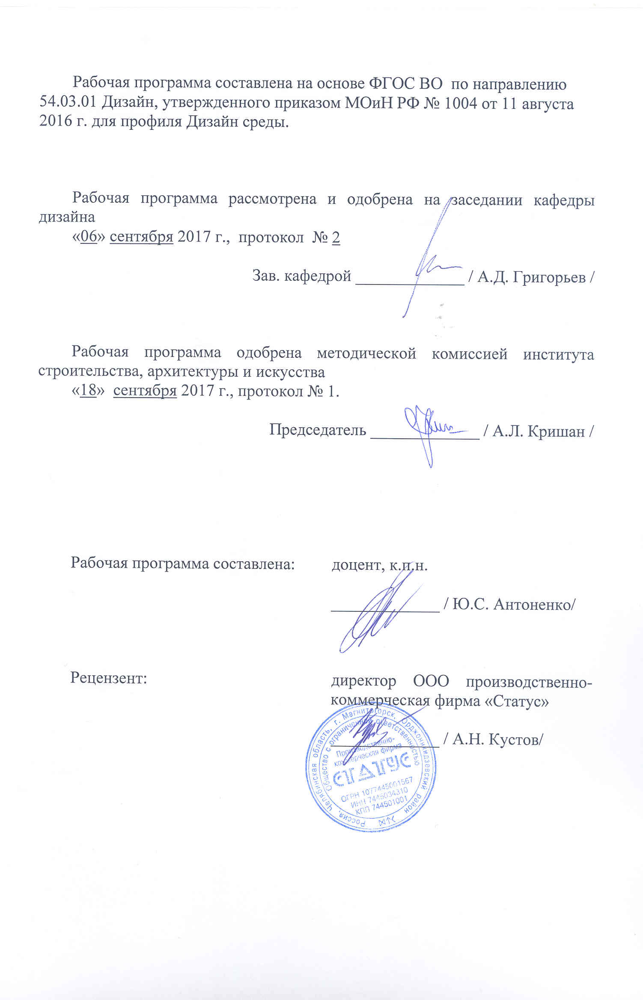 Рабочая программа составлена на основе ФГОС ВО по направлению
54.03.01 Дизайн, утвержденного приказом МОиН РФ № 1004 от 11 августа
2016 г. для профиля Дизайн среды.
Рабочая программа рассмотрена и одобрена на заседании кафедры
дизайна
«06» сентября 2017 г., протокол № 2
Зав. кафедрой _____________ / А.Д. Григорьев /
Рабочая программа одобрена методической комиссией института
строительства, архитектуры и искусства
«18» сентября 2017 г., протокол № 1.
Председатель _____________ / А.Л. Кришан /
Рабочая программа составлена: доцент, к.п.н.
_____________ / Ю.С. Антоненко/
Рецензент: директор ООО производственно-
коммерческая фирма «Статус»
_____________ / А.Н. Кустов/
Россия, Челябинская область, г. Магнитогорск, Орджоникидзевский район
Общество с ограниченной ответственностью
Производственно-
коммерческая фирма
СТАТУС
ОГРН 1077445001567
ИНН 7445034310
КПП 744501001